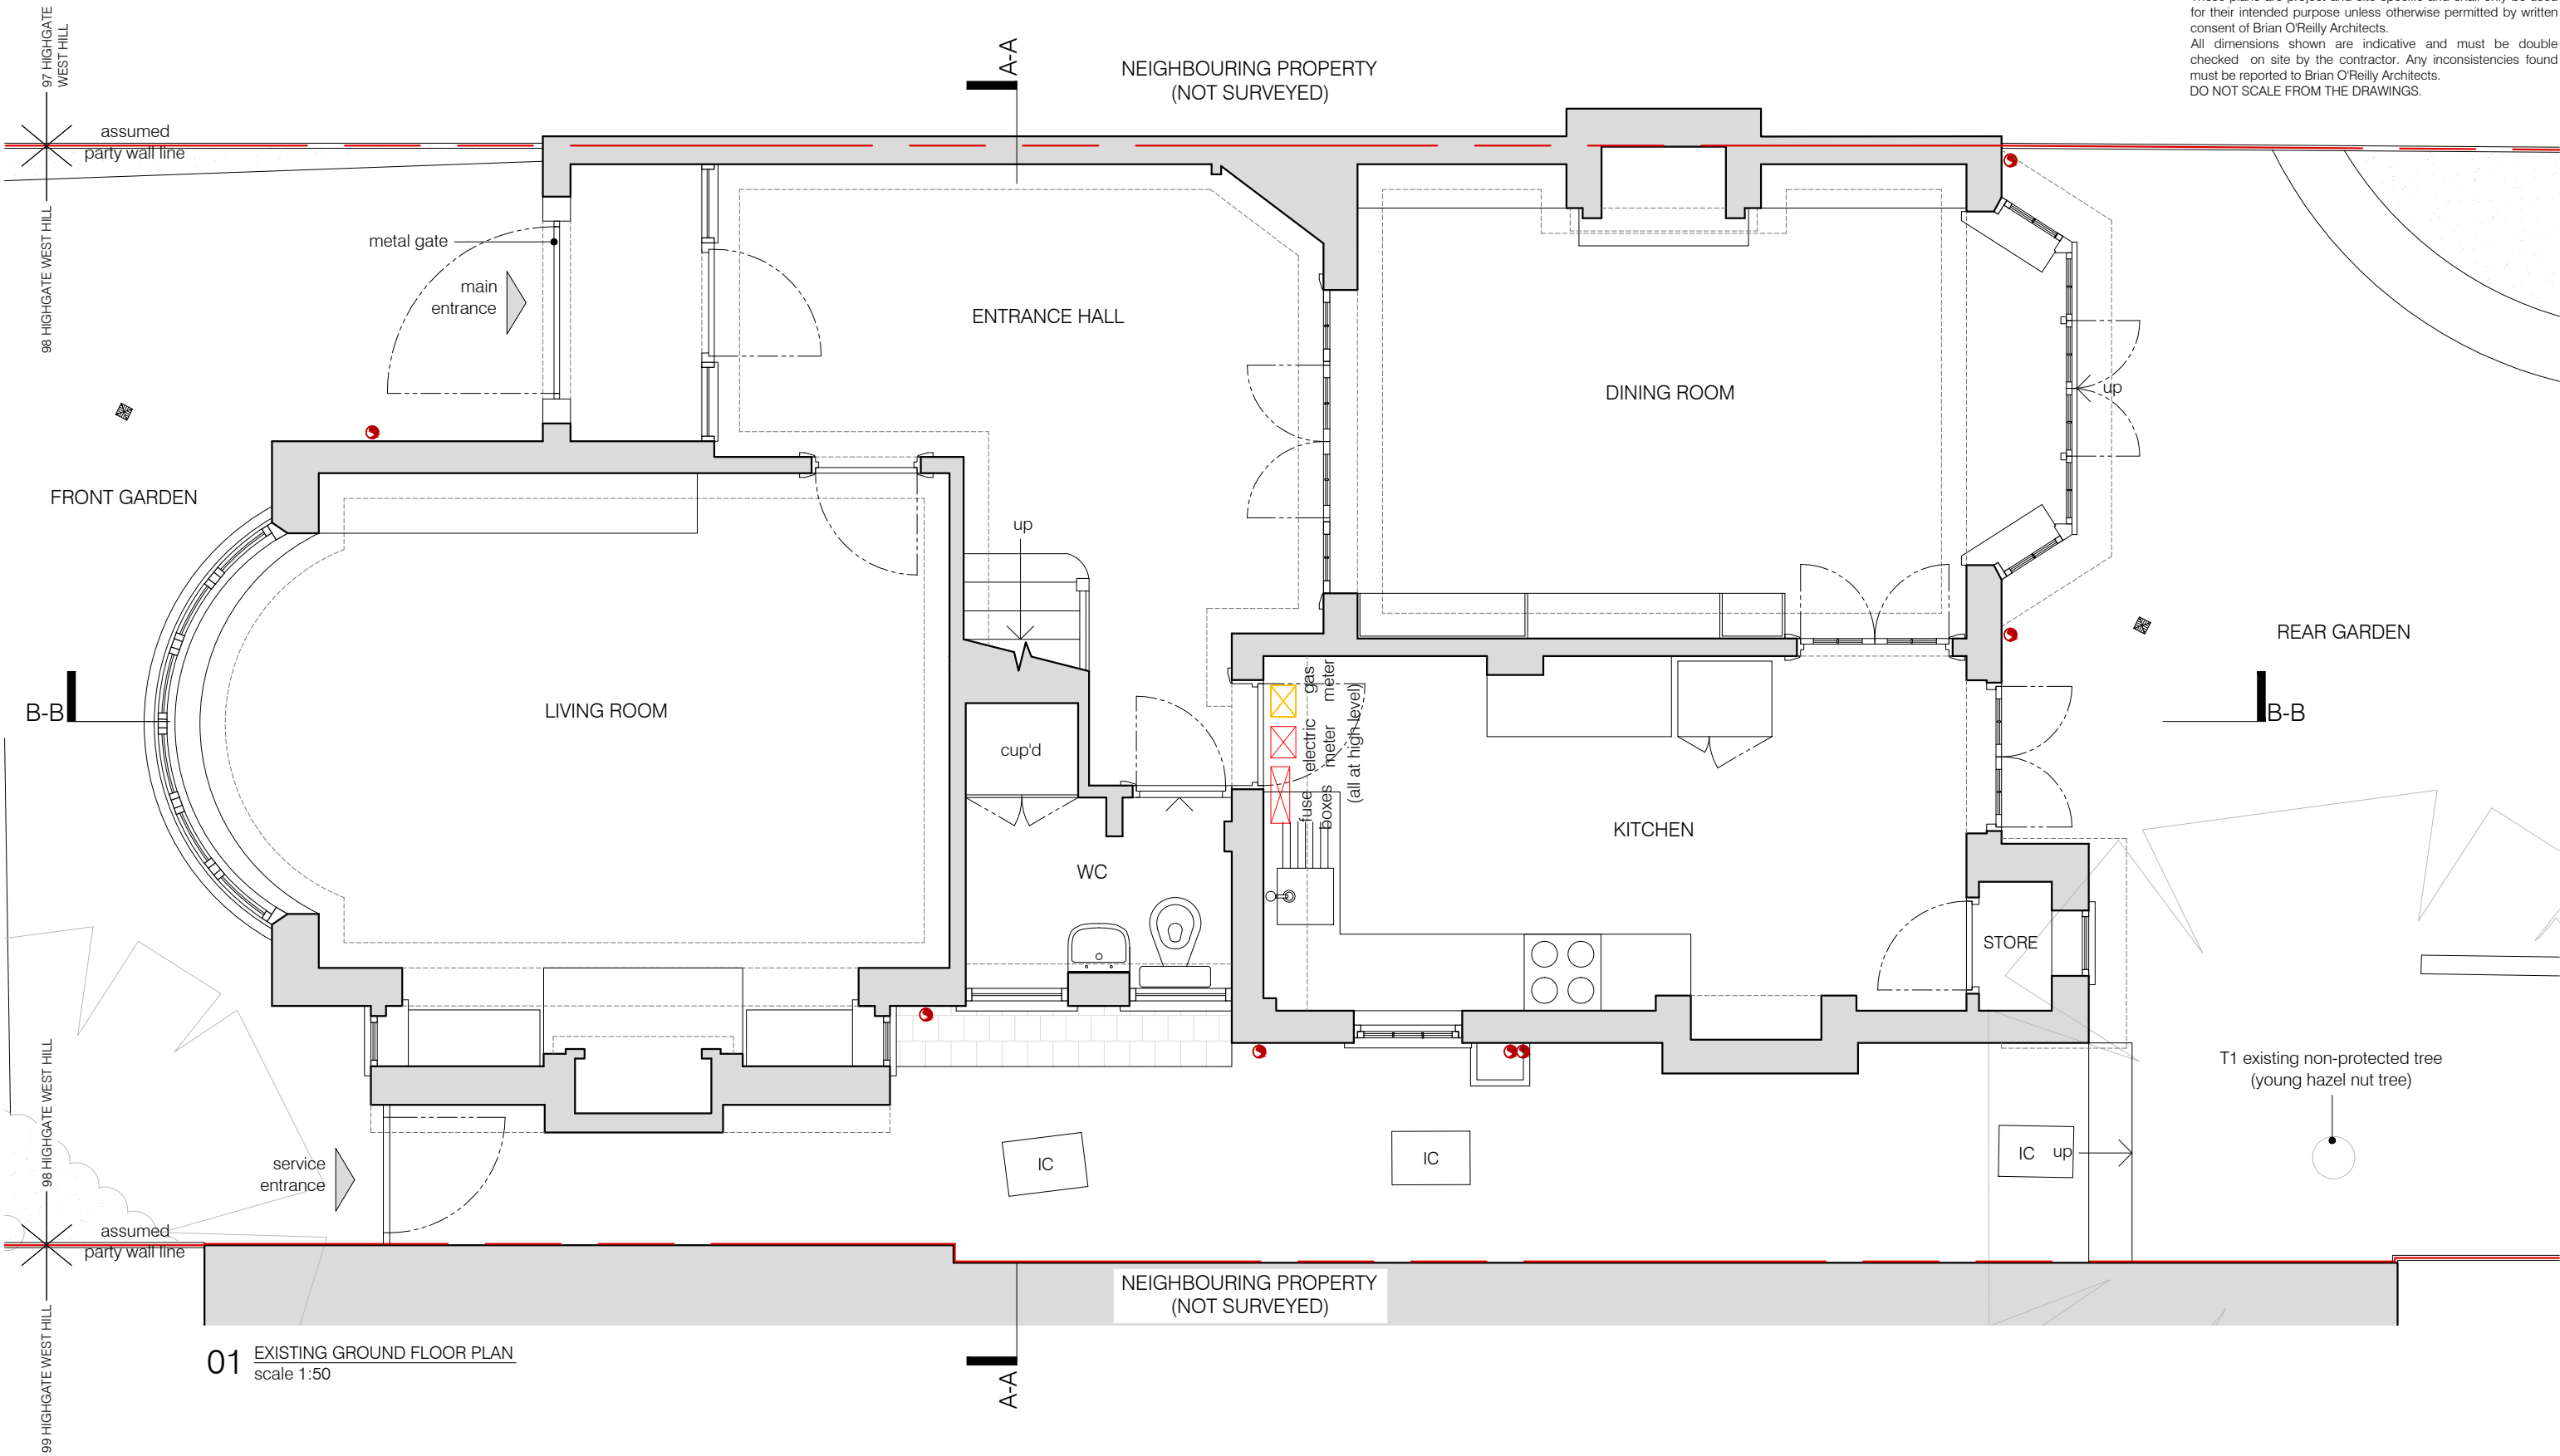 for their intended purpose unless otherwise permitted by written
consent of Brian O'Reilly Architects.
All dimensions shown are indicative and must be double
checked on site by the contractor. Any inconsistencies found
must be reported to Brian O'Reilly Architects.
DO NOT SCALE FROM THE DRAWINGS.
97 HIGHGATE
WEST HILL
A-A
NEIGHBOURING PROPERTY
(NOT SURVEYED)
assumed
party wall line
98 HIGHGATE WEST HILL
metal gate
main
entrance
ENTRANCE HALL
DINING ROOM
up
FRONT GARDEN
up
REAR GARDEN
B-B
LIVING ROOM
cup'd
gas
meter
electric
meter
fuse
boxes
(all at high level)
B-B
KITCHEN
WC
STORE
T1 existing non-protected tree
(young hazel nut tree)
98 HIGHGATE WEST HILL
service
entrance
IC
IC
IC
up
assumed
party wall line
NEIGHBOURING PROPERTY
(NOT SURVEYED)
99 HIGHGATE WEST HILL
01
EXISTING GROUND FLOOR PLAN
scale 1:50
A-A